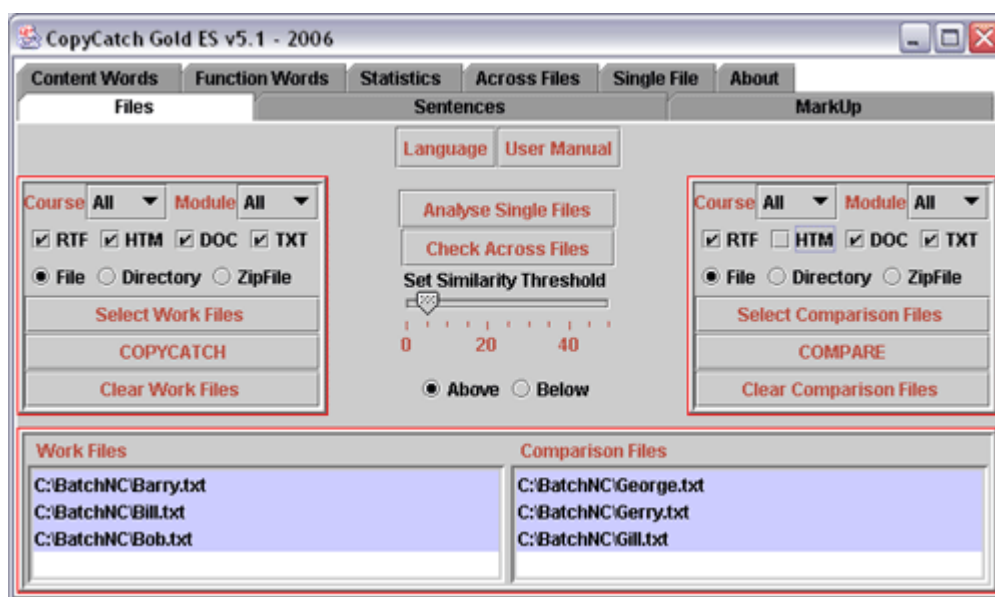 CopyCatch Gold ES v5.1 - 2006
Content Words Function Words Statistics Across Files Single File About
Files Sentences MarkUp
Language User Manual
Course All Module All
RTF HTM DOC TXT
File Directory ZipFile
Select Work Files
COPYCATCH
Clear Work Files
Analyse Single Files
Check Across Files
Set Similarity Threshold
0 20 40
Above Below
Course All Module All
RTF HTM DOC TXT
File Directory ZipFile
Select Comparison Files
COMPARE
Clear Comparison Files
Work Files
C:\BatchNC\Barry.txt
C:\BatchNC\Bill.txt
C:\BatchNC\Bob.txt
Comparison Files
C:\BatchNC\George.txt
C:\BatchNC\Gerry.txt
C:\BatchNC\Gill.txt